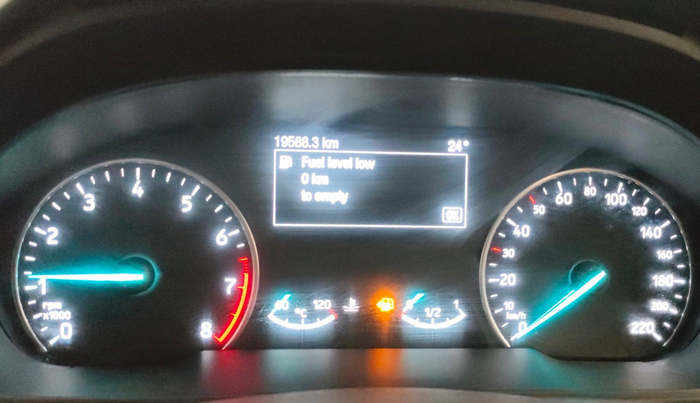 19588.3 km 24°
Fuel level low
0 km
to empty
OK
0 1 2 3 4 5 6 7 8
rpm
x1000
60 120
°C
0 1/2 1
0 10 20 30 40 50 60 80 100 120 140 160 180 200 220
km/h